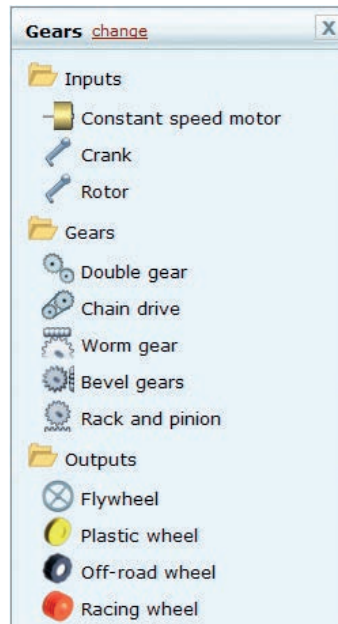 Gears change X
Inputs
Constant speed motor
Crank
Rotor
Gears
Double gear
Chain drive
Worm gear
Bevel gears
Rack and pinion
Outputs
Flywheel
Plastic wheel
Off-road wheel
Racing wheel